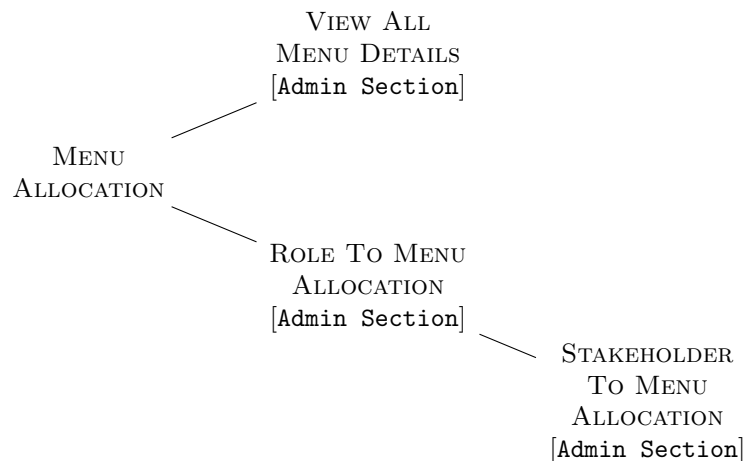 View All
Menu Details
[Admin Section]
Menu
Allocation
Role To Menu
Allocation
[Admin Section]
Stakeholder
To Menu
Allocation
[Admin Section]